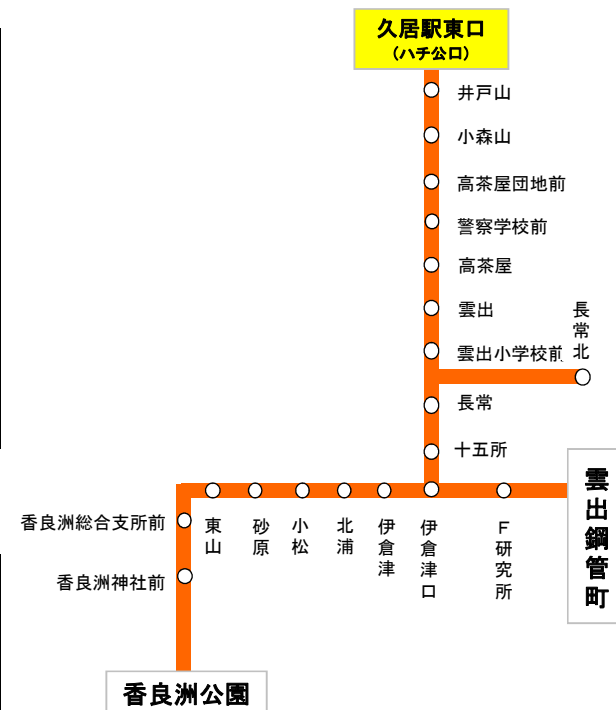 久居駅東口
(ハチ公口)
井戸山
小森山
高茶屋団地前
警察学校前
高茶屋
雲出
雲出小学校前
長常北
長常
十五所
雲出鋼管町
F研究所
伊倉津口
伊倉津
北浦
小松
砂原
東山
香良洲総合支所前
香良洲神社前
香良洲公園